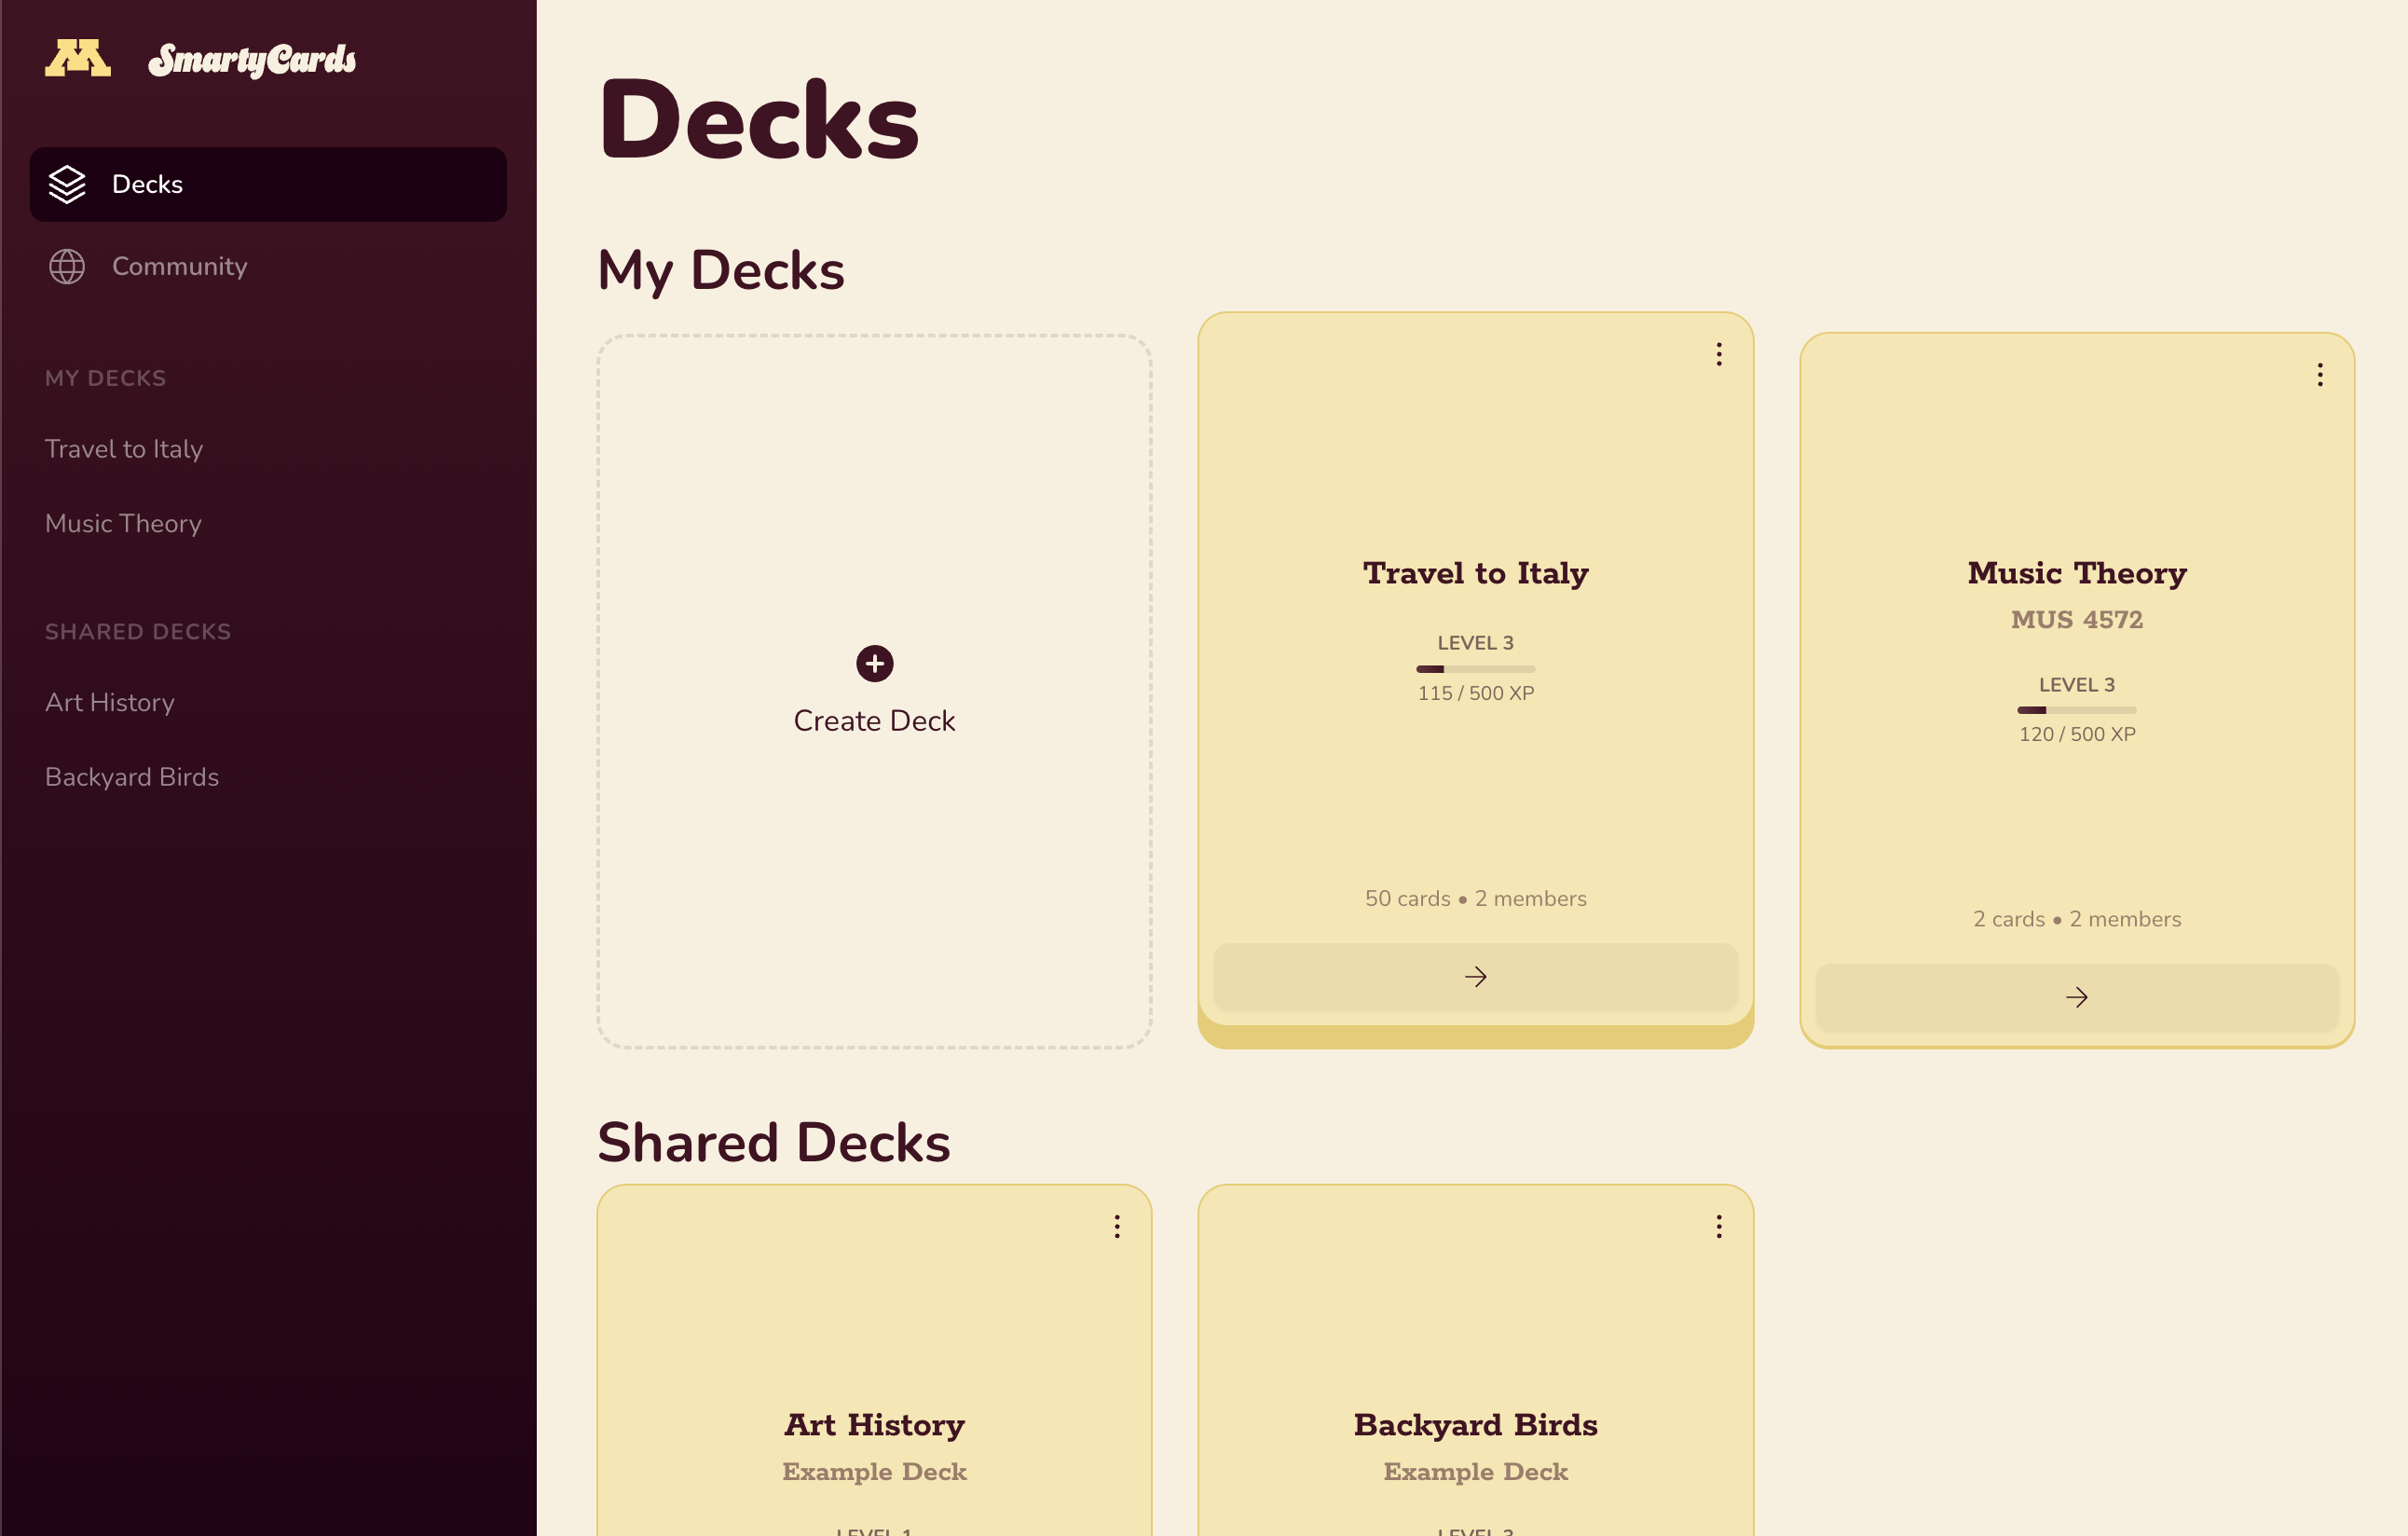 M SmartyCards
Decks
Community
MY DECKS
Travel to Italy
Music Theory
SHARED DECKS
Art History
Backyard Birds
Decks
My Decks
Create Deck
Travel to Italy
LEVEL 3
115 / 500 XP
50 cards • 2 members
Music Theory
MUS 4572
LEVEL 3
120 / 500 XP
2 cards • 2 members
Shared Decks
Art History
Example Deck
LEVEL 1
Backyard Birds
Example Deck